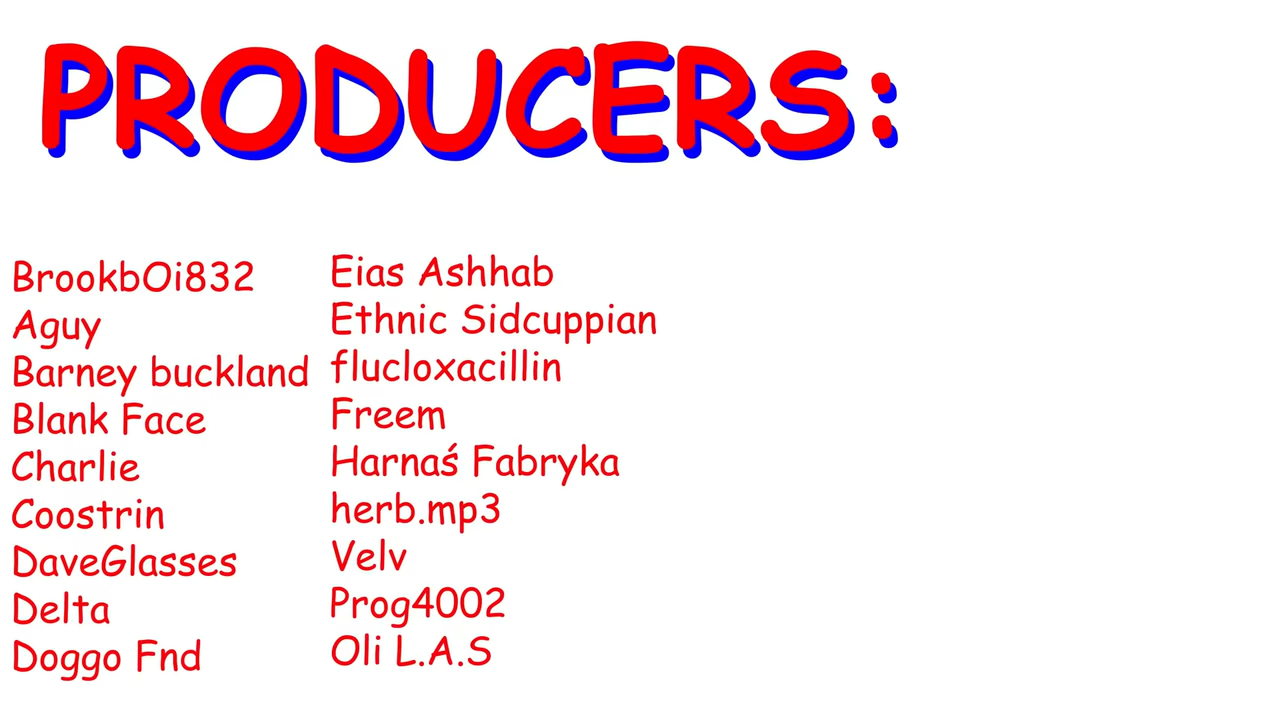 PRODUCERS:
BrookbOi832
Aguy
Barney buckland
Blank Face
Charlie
Coostrin
DaveGlasses
Delta
Doggo Fnd
Eias Ashhab
Ethnic Sidcuppian
flucloxacillin
Freem
Harnaś Fabryka
herb.mp3
Velv
Prog4002
Oli L.A.S